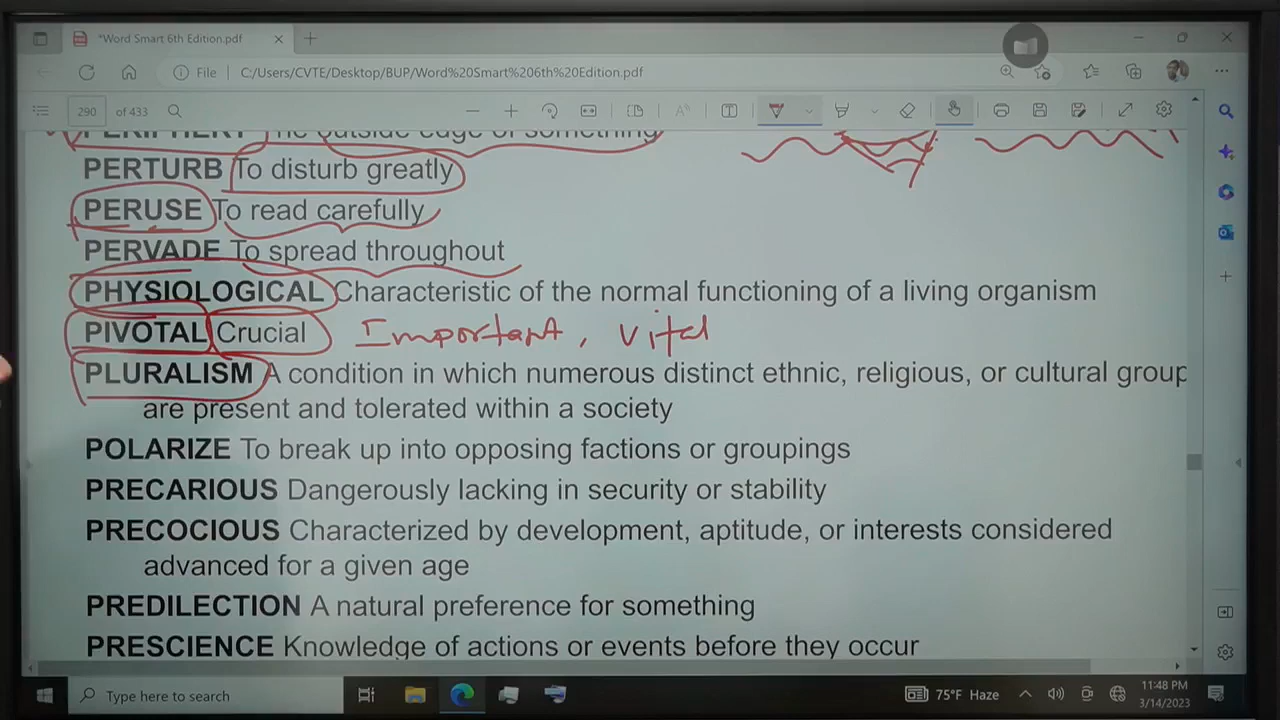 *Word Smart 6th Edition.pdf
File C:/Users/CVTE/Desktop/BUP/Word%20Smart%206th%20Edition.pdf
290 of 433
PERIPHERY The outside edge of something
PERTURB To disturb greatly
PERUSE To read carefully
PERVADE To spread throughout
PHYSIOLOGICAL Characteristic of the normal functioning of a living organism
PIVOTAL Crucial Important, vital
PLURALISM A condition in which numerous distinct ethnic, religious, or cultural group
are present and tolerated within a society
POLARIZE To break up into opposing factions or groupings
PRECARIOUS Dangerously lacking in security or stability
PRECOCIOUS Characterized by development, aptitude, or interests considered
advanced for a given age
PREDILECTION A natural preference for something
PRESCIENCE Knowledge of actions or events before they occur
Type here to search
75°F Haze
11:48 PM
3/14/2023